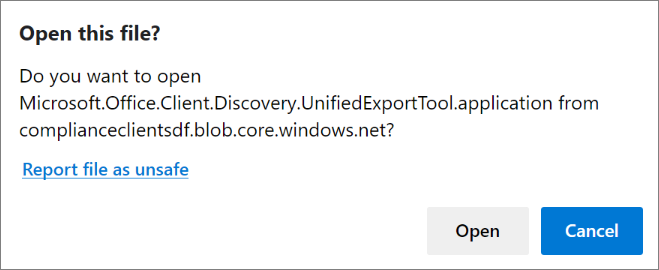 Open this file?
Do you want to open
Microsoft.Office.Client.Discovery.UnifiedExportTool.application from
complianceclientsdf.blob.core.windows.net?
Report file as unsafe
Open
Cancel